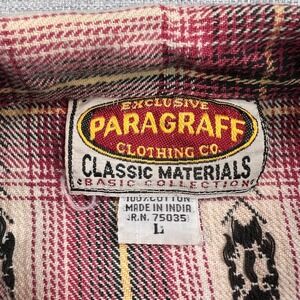 EXCLUSIVE
PARAGRAFF
CLOTHING CO.
CLASSIC MATERIALS
BASIC COLLECTION
100% COTTON
MADE IN INDIA
R.N. 75035
L